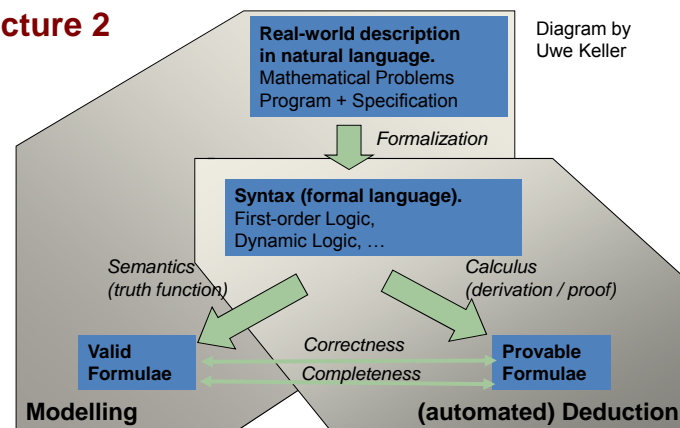 cture 2
Real-world description
in natural language.
Mathematical Problems
Program + Specification
Diagram by
Uwe Keller
Formalization
Syntax (formal language).
First-order Logic,
Dynamic Logic, …
Semantics
(truth function)
Calculus
(derivation / proof)
Valid
Formulae
Correctness
Completeness
Provable
Formulae
Modelling
(automated) Deduction